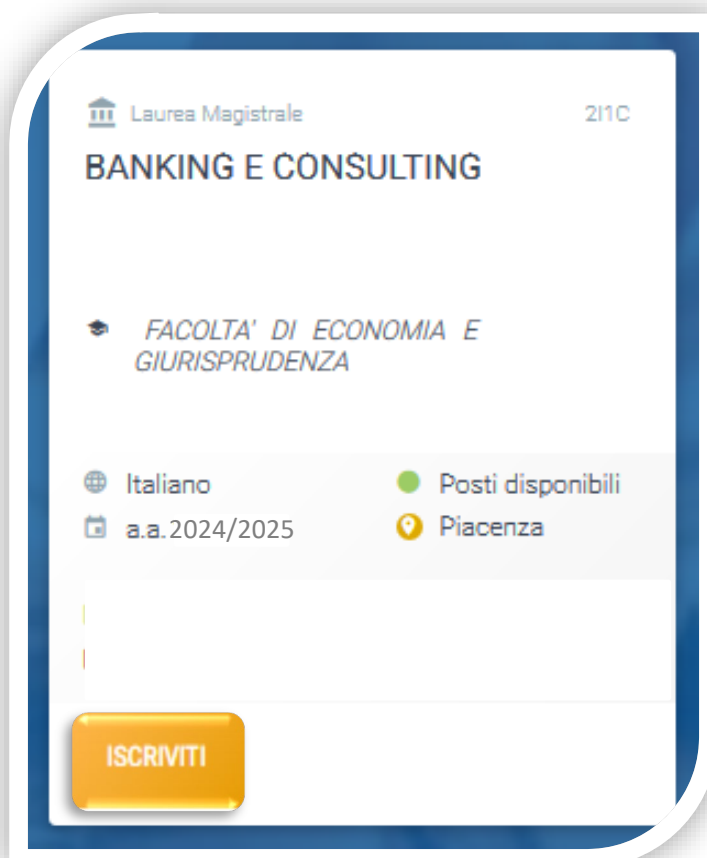 Laurea Magistrale 2I1C
BANKING E CONSULTING
FACOLTA' DI ECONOMIA E
GIURISPRUDENZA
Italiano Posti disponibili
a.a. 2024/2025 Piacenza
ISCRIVITI